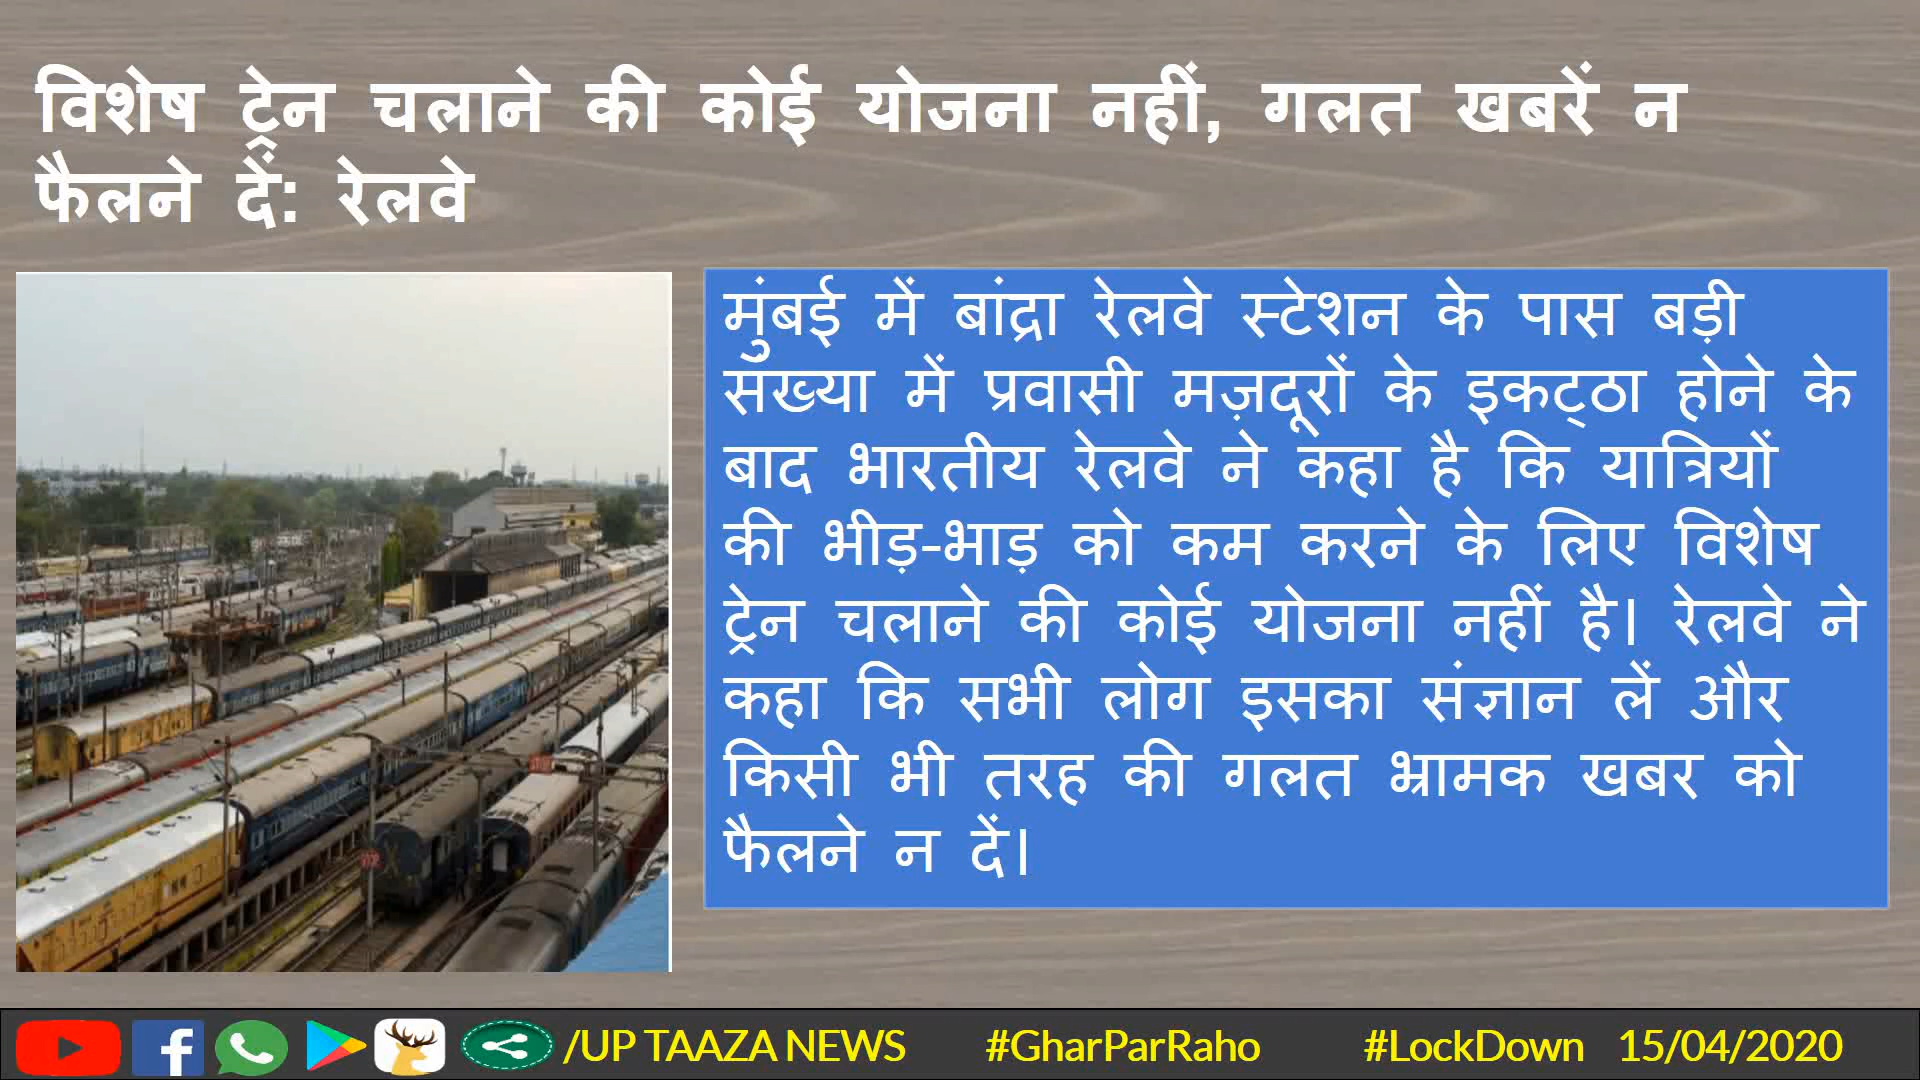 विशेष ट्रेन चलाने की कोई योजना नहीं, गलत खबरें न
फैलने दें: रेलवे
मुंबई में बांद्रा रेलवे स्टेशन के पास बड़ी
संख्या में प्रवासी मज़दूरों के इकट्ठा होने के
बाद भारतीय रेलवे ने कहा है कि यात्रियों
की भीड़-भाड़ को कम करने के लिए विशेष
ट्रेन चलाने की कोई योजना नहीं है। रेलवे ने
कहा कि सभी लोग इसका संज्ञान लें और
किसी भी तरह की गलत भ्रामक खबर को
फैलने न दें।
/UP TAAZA NEWS #GharParRaho #LockDown 15/04/2020